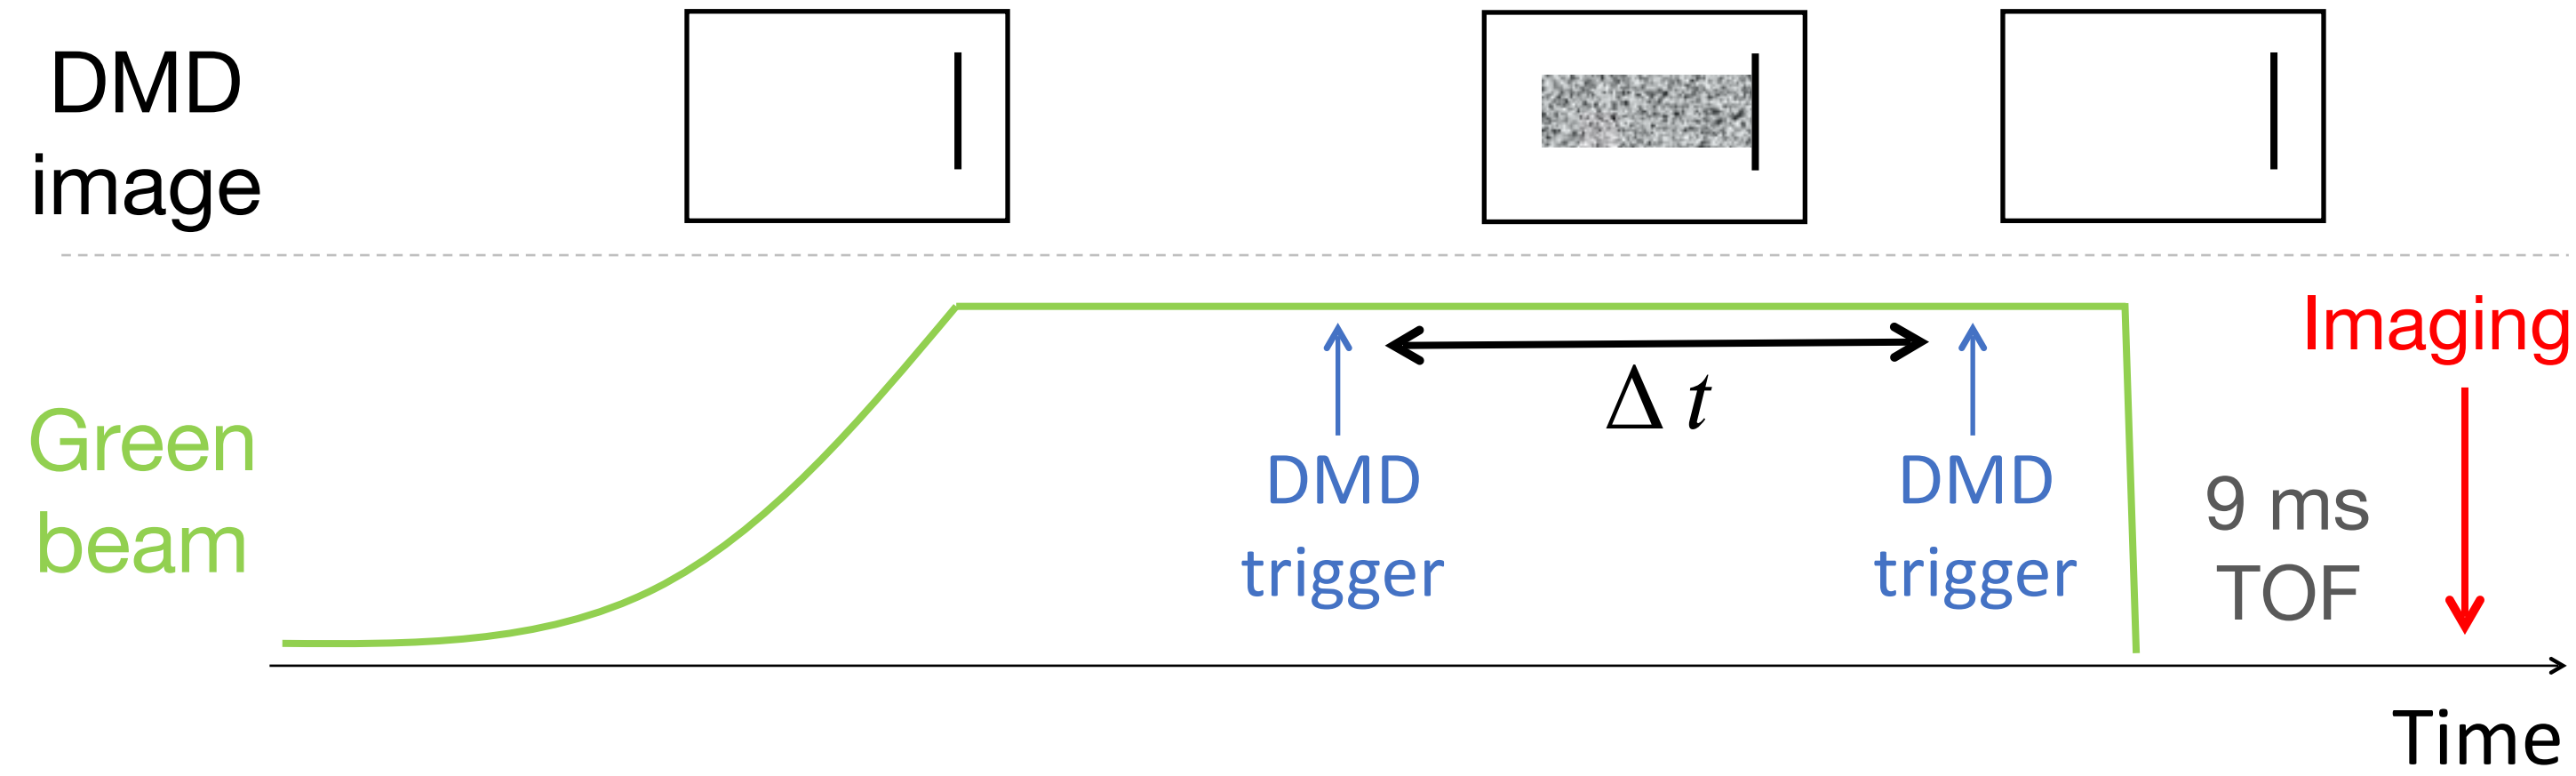 DMD
image
Green
beam
Δ t
DMD
trigger
DMD
trigger
9 ms
TOF
Imaging
Time